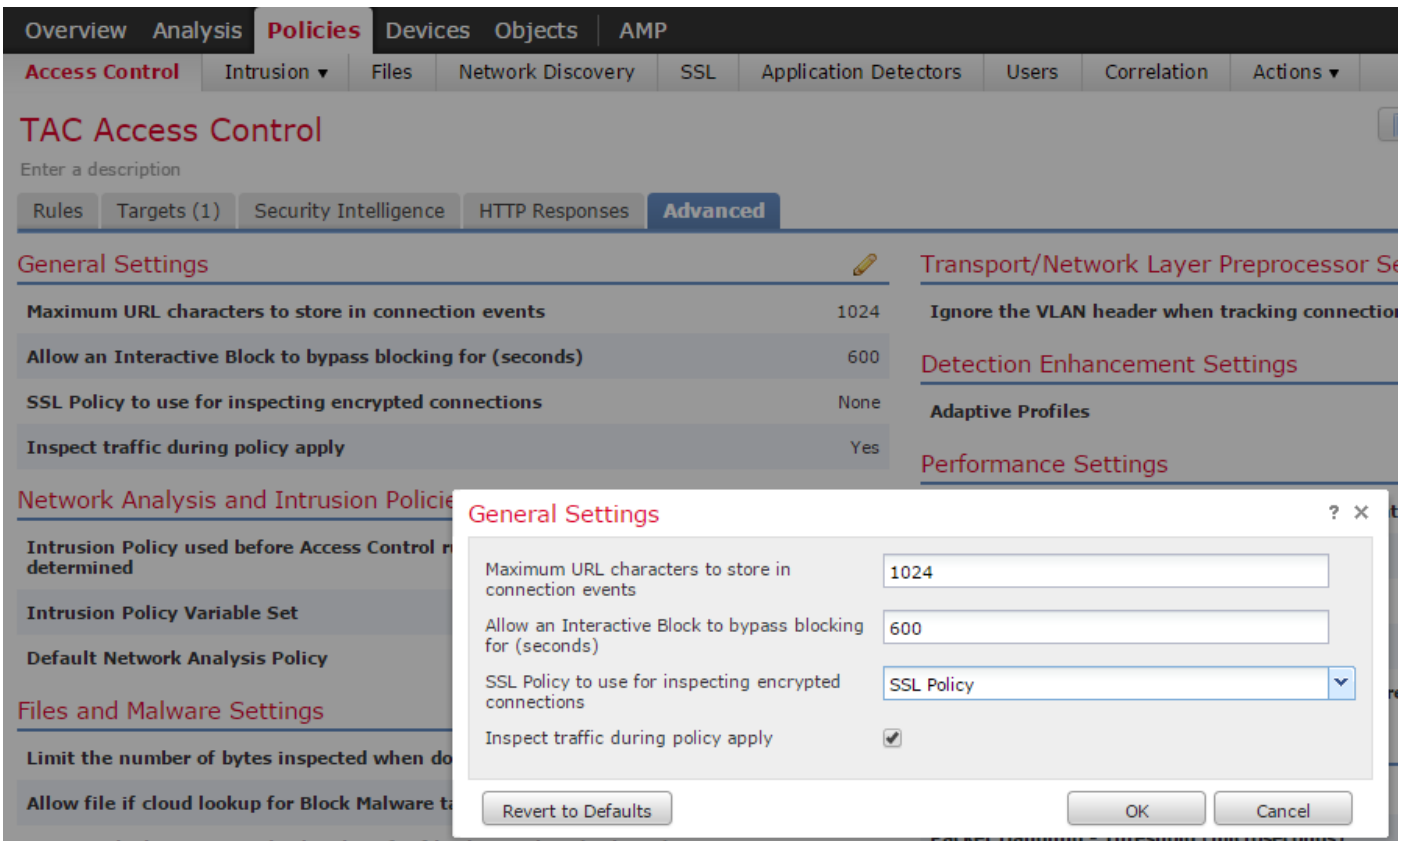 Overview Analysis Policies Devices Objects AMP
Access Control Intrusion ▾ Files Network Discovery SSL Application Detectors Users Correlation Actions ▾
TAC Access Control
Enter a description
Rules Targets (1) Security Intelligence HTTP Responses Advanced
General Settings
Maximum URL characters to store in connection events 1024
Allow an Interactive Block to bypass blocking for (seconds) 600
SSL Policy to use for inspecting encrypted connections None
Inspect traffic during policy apply Yes
Network Analysis and Intrusion Policie
Intrusion Policy used before Access Control
determined
Intrusion Policy Variable Set
Default Network Analysis Policy
Files and Malware Settings
Limit the number of bytes inspected when do
Allow file if cloud lookup for Block Malware ta
Transport/Network Layer Preprocessor Se
Ignore the VLAN header when tracking connection
Detection Enhancement Settings
Adaptive Profiles
Performance Settings
General Settings ? ×
Maximum URL characters to store in
connection events
1024
Allow an Interactive Block to bypass blocking
for (seconds)
600
SSL Policy to use for inspecting encrypted
connections
SSL Policy
Inspect traffic during policy apply
Revert to Defaults OK Cancel